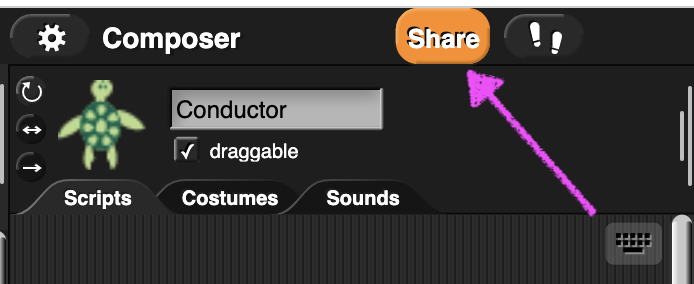 Composer
Share
Conductor
draggable
Scripts
Costumes
Sounds